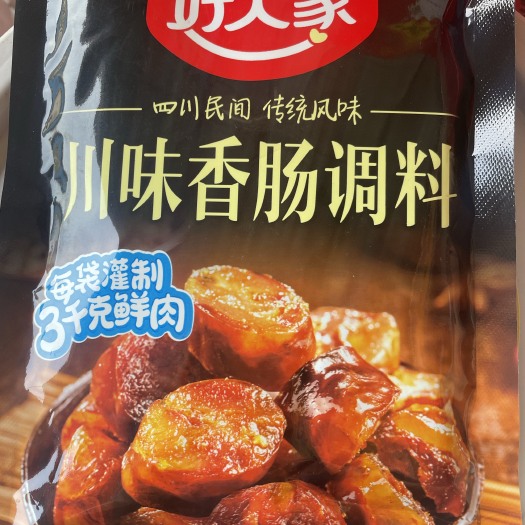 好人家
四川民间 传统风味
川味香肠调料
每袋灌制
3千克鲜肉